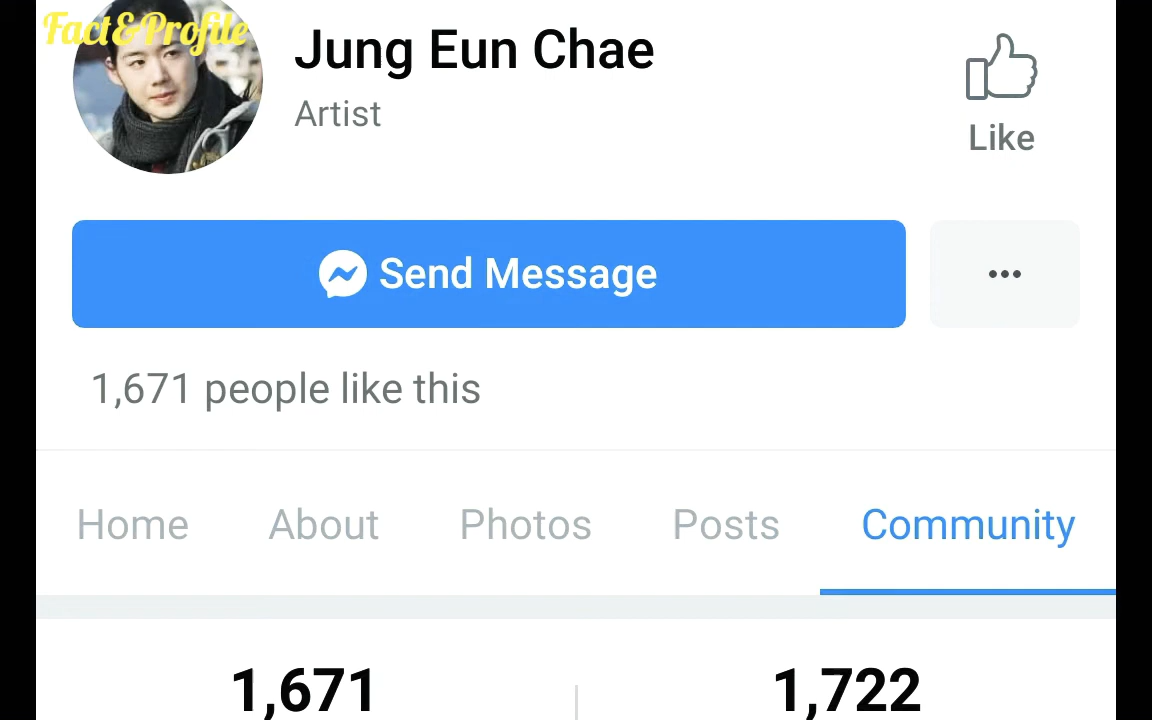 Fact&Profile
Jung Eun Chae
Artist
Like
Send Message
1,671 people like this
Home About Photos Posts Community
1,671 1,722